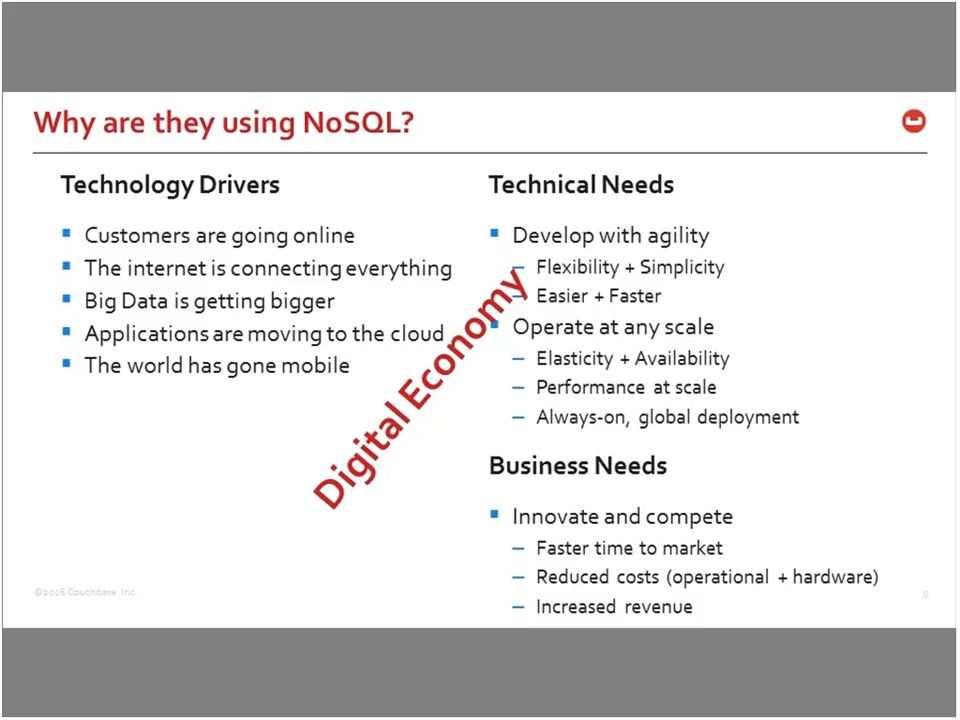 Why are they using NoSQL?
Technology Drivers
Customers are going online
The internet is connecting everything
Big Data is getting bigger
Applications are moving to the cloud
The world has gone mobile
Digital Economy
Technical Needs
Develop with agility
– Flexibility + Simplicity
– Easier + Faster
Operate at any scale
– Elasticity + Availability
– Performance at scale
– Always-on, global deployment
Business Needs
Innovate and compete
– Faster time to market
– Reduced costs (operational + hardware)
– Increased revenue
©2016 Couchbase Inc
8